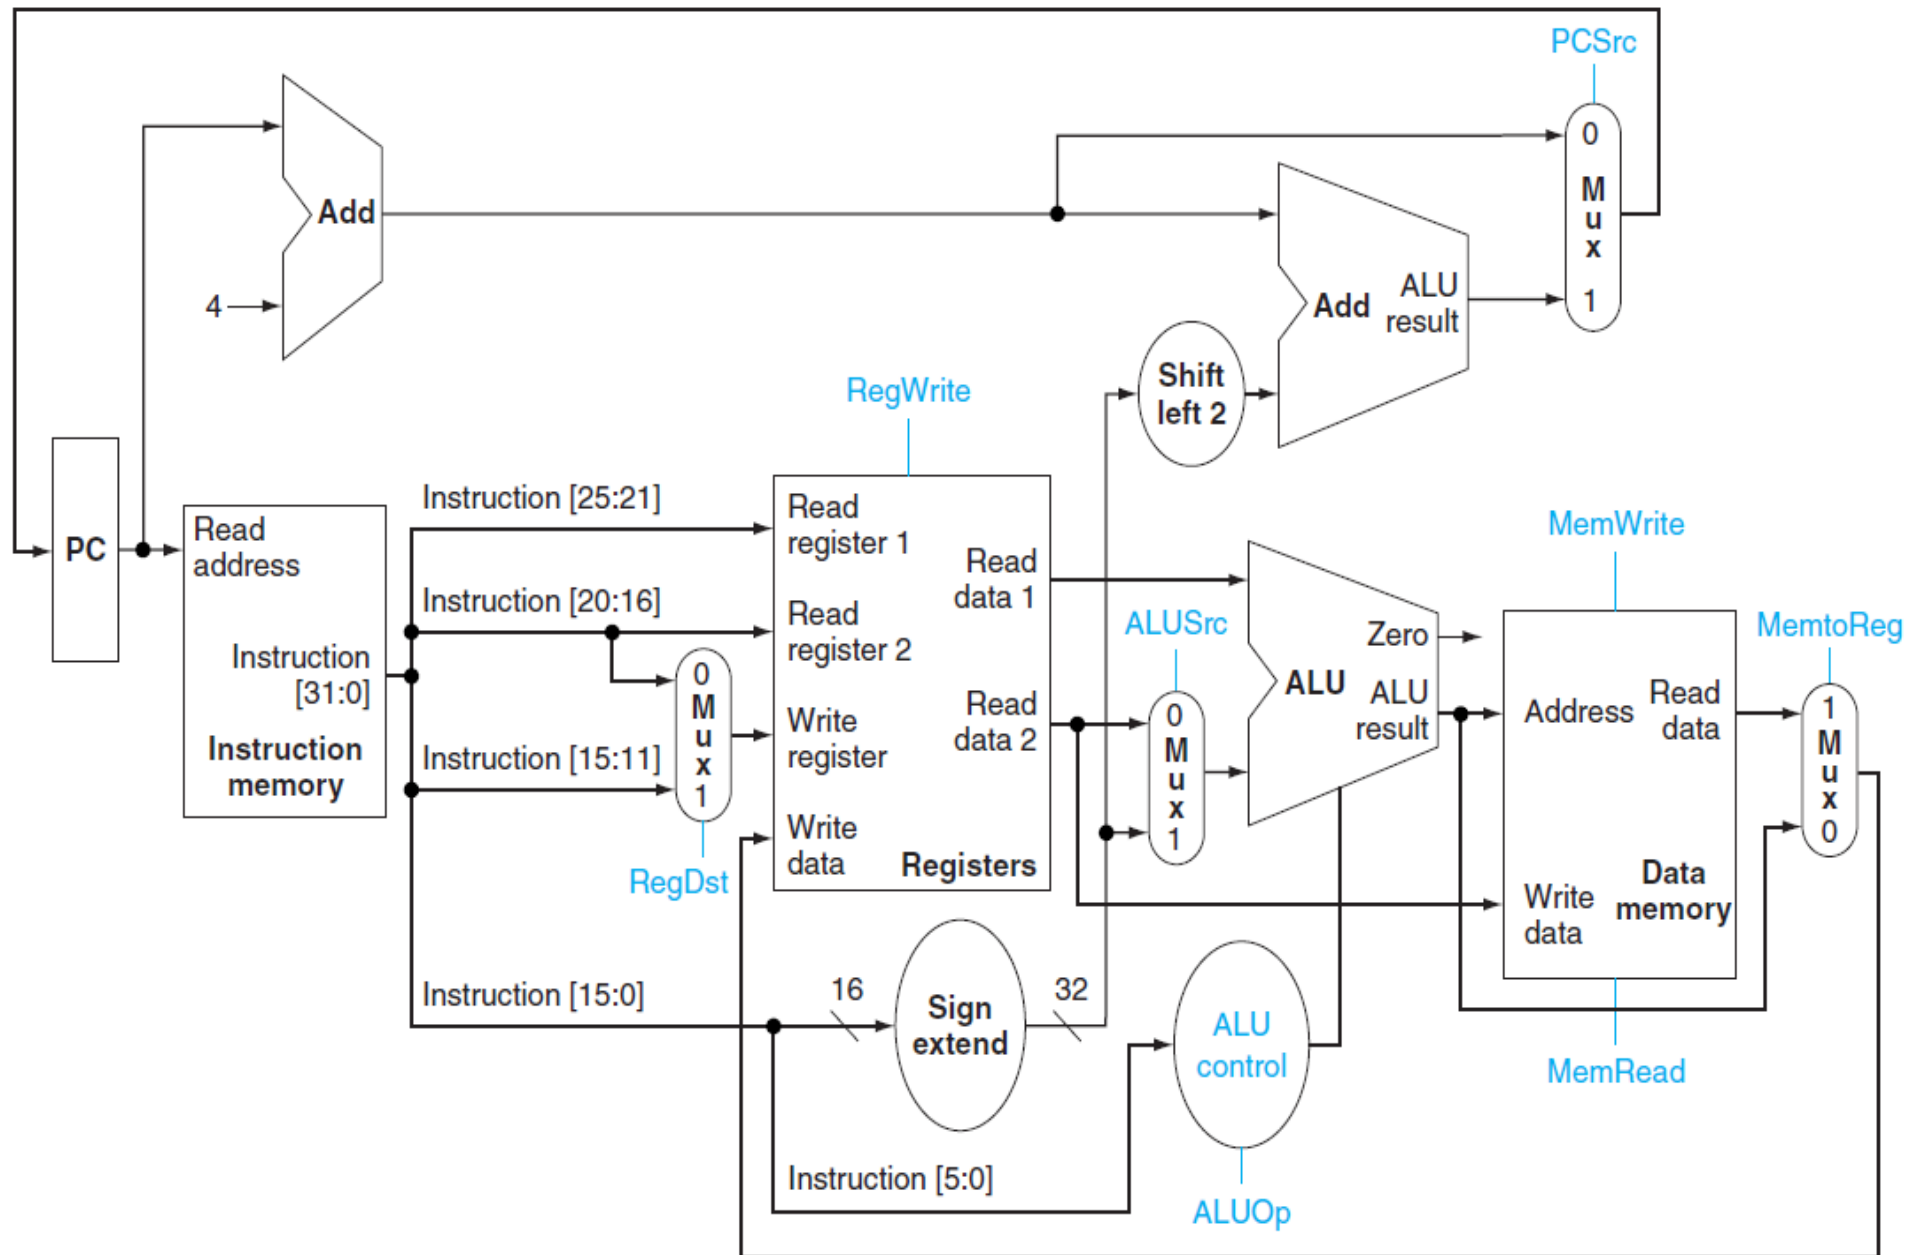 PCSrc
0
M
u
x
1
Add
4
Add
ALU
result
Shift
left 2
RegWrite
PC
Read
address
Instruction
[31:0]
Instruction
memory
Instruction [25:21]
Instruction [20:16]
Instruction [15:11]
Instruction [15:0]
0
M
u
x
1
RegDst
Read
register 1
Read
register 2
Write
register
Write
data
Read
data 1
Read
data 2
Registers
16
Sign
extend
32
Instruction [5:0]
ALUSrc
0
M
u
x
1
Zero
ALU
ALU
result
ALU
control
ALUOp
MemWrite
Address
Read
data
Write
data
Data
memory
MemRead
MemtoReg
1
M
u
x
0